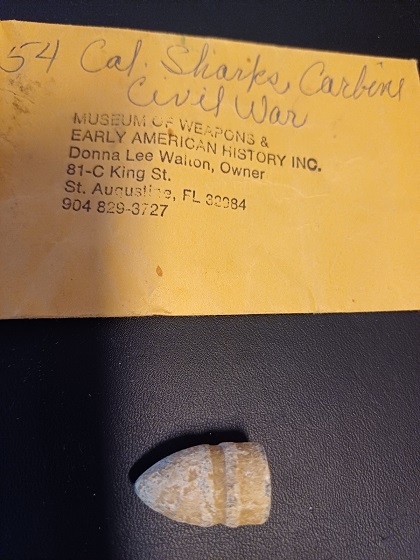 54 Cal. Sharps, Carbine
Civil War
MUSEUM OF WEAPONS &
EARLY AMERICAN HISTORY INC.
Donna Lee Walton, Owner
81-C King St.
St. Augustine, FL 32084
904 829-3727